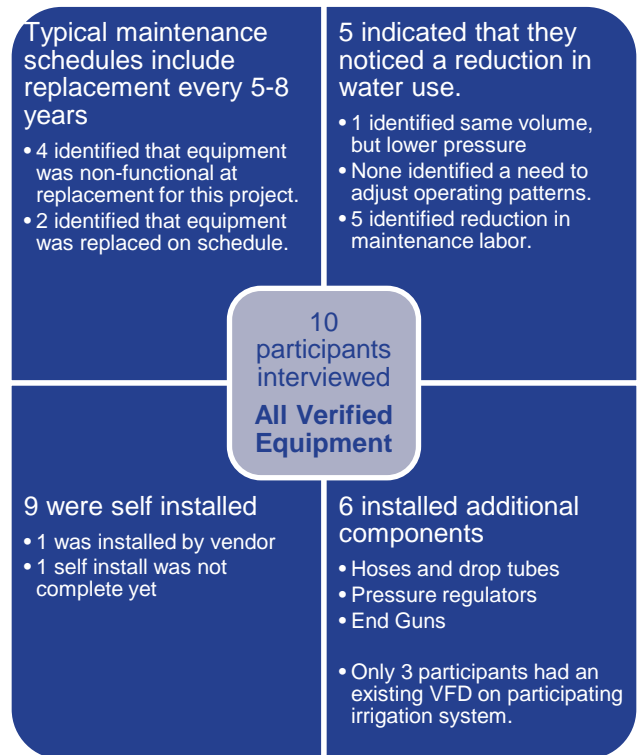 Typical maintenance
schedules include
replacement every 5-8
years
• 4 identified that equipment
was non-functional at
replacement for this project.
• 2 identified that equipment
was replaced on schedule.
5 indicated that they
noticed a reduction in
water use.
• 1 identified same volume,
but lower pressure
• None identified a need to
adjust operating patterns.
• 5 identified reduction in
maintenance labor.
10
participants
interviewed
All Verified
Equipment
9 were self installed
• 1 was installed by vendor
• 1 self install was not
complete yet
6 installed additional
components
• Hoses and drop tubes
• Pressure regulators
• End Guns
• Only 3 participants had an
existing VFD on participating
irrigation system.